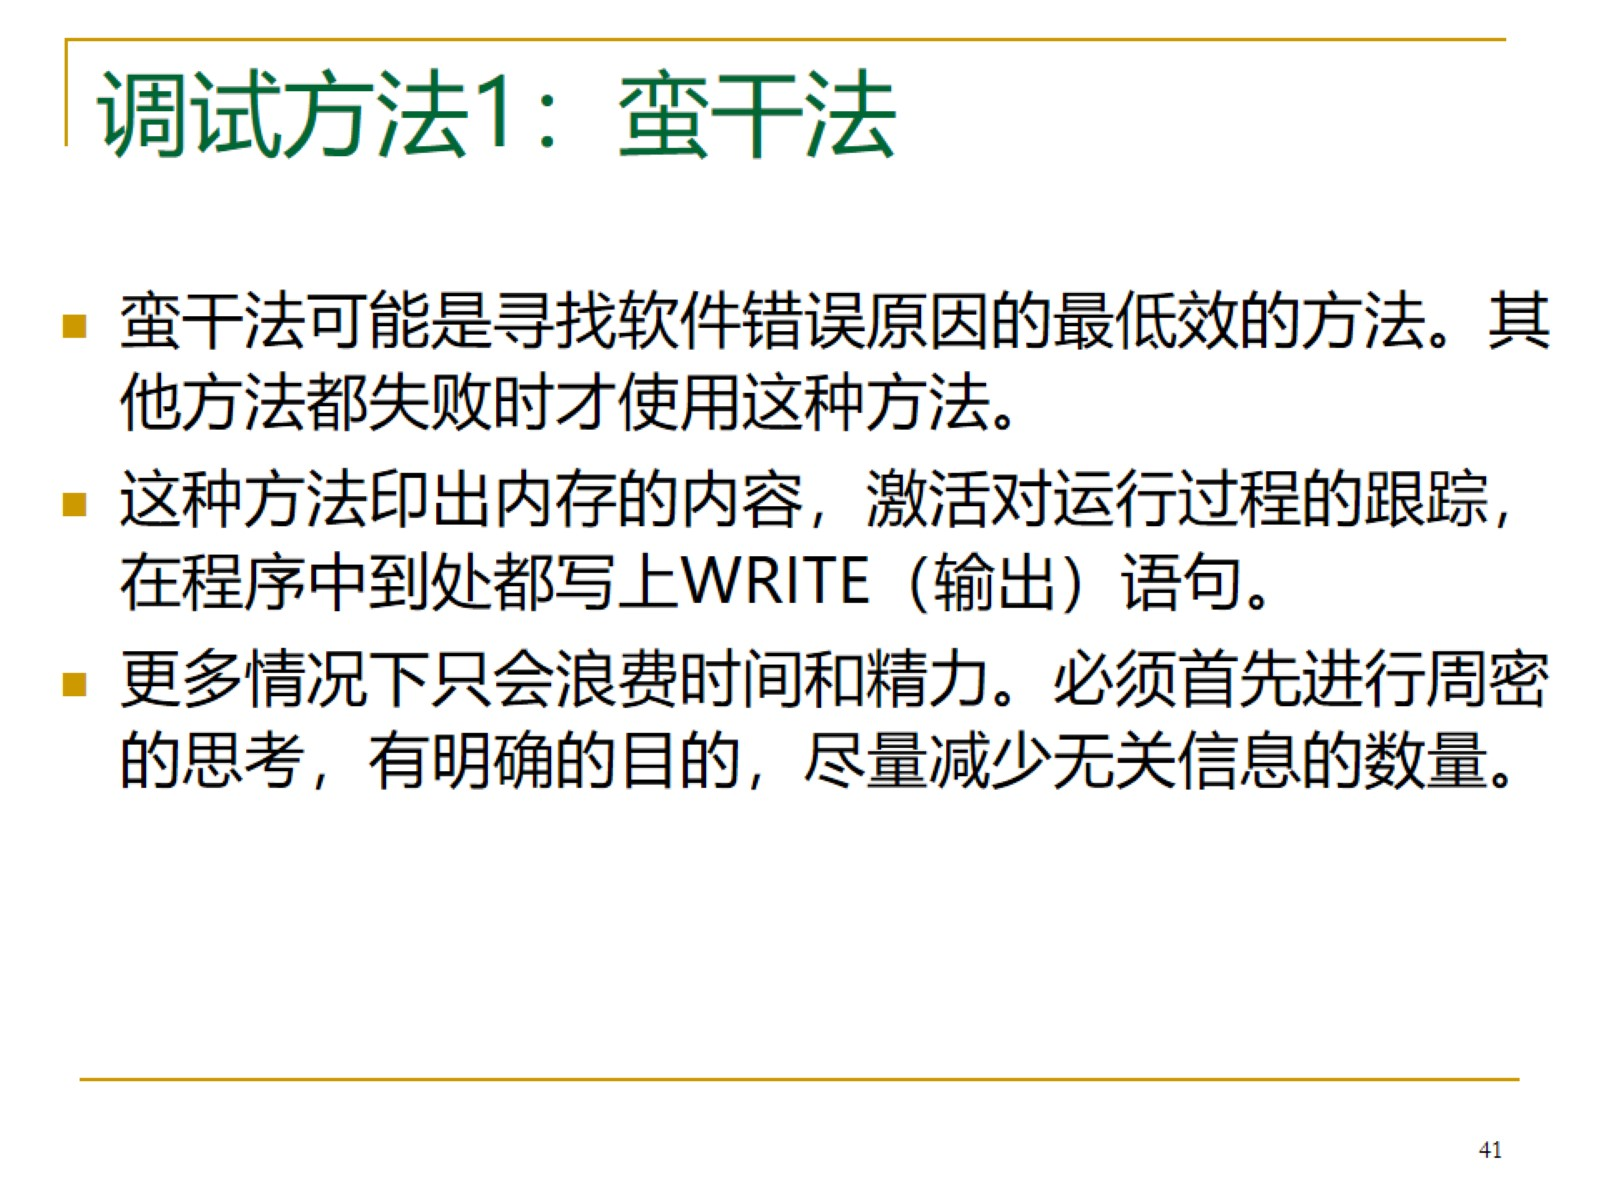 调试方法1：蛮干法
蛮干法可能是寻找软件错误原因的最低效的方法。其
他方法都失败时才使用这种方法。
这种方法印出内存的内容，激活对运行过程的跟踪，
在程序中到处都写上WRITE（输出）语句。
更多情况下只会浪费时间和精力。必须首先进行周密
的思考，有明确的目的，尽量减少无关信息的数量。
41